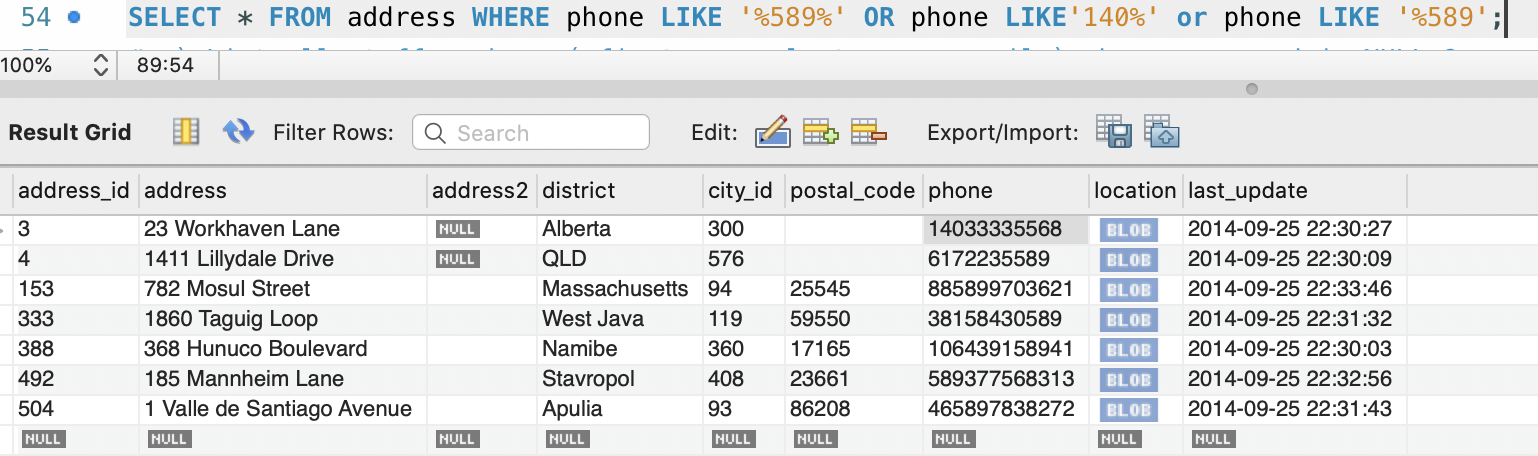 54 SELECT * FROM address WHERE phone LIKE '%589%' OR phone LIKE'140%' or phone LIKE '%589';
100% 89:54
Result Grid Filter Rows: Search Edit: Export/Import:
address_id address address2 district city_id postal_code phone location last_update
3 23 Workhaven Lane NULL Alberta 300 14033335568 BLOB 2014-09-25 22:30:27
4 1411 Lillydale Drive NULL QLD 576 6172235589 BLOB 2014-09-25 22:30:09
153 782 Mosul Street Massachusetts 94 25545 885899703621 BLOB 2014-09-25 22:33:46
333 1860 Taguig Loop West Java 119 59550 38158430589 BLOB 2014-09-25 22:31:32
388 368 Hunuco Boulevard Namibe 360 17165 106439158941 BLOB 2014-09-25 22:30:03
492 185 Mannheim Lane Stavropol 408 23661 589377568313 BLOB 2014-09-25 22:32:56
504 1 Valle de Santiago Avenue Apulia 93 86208 465897838272 BLOB 2014-09-25 22:31:43
NULL NULL NULL NULL NULL NULL NULL NULL NULL